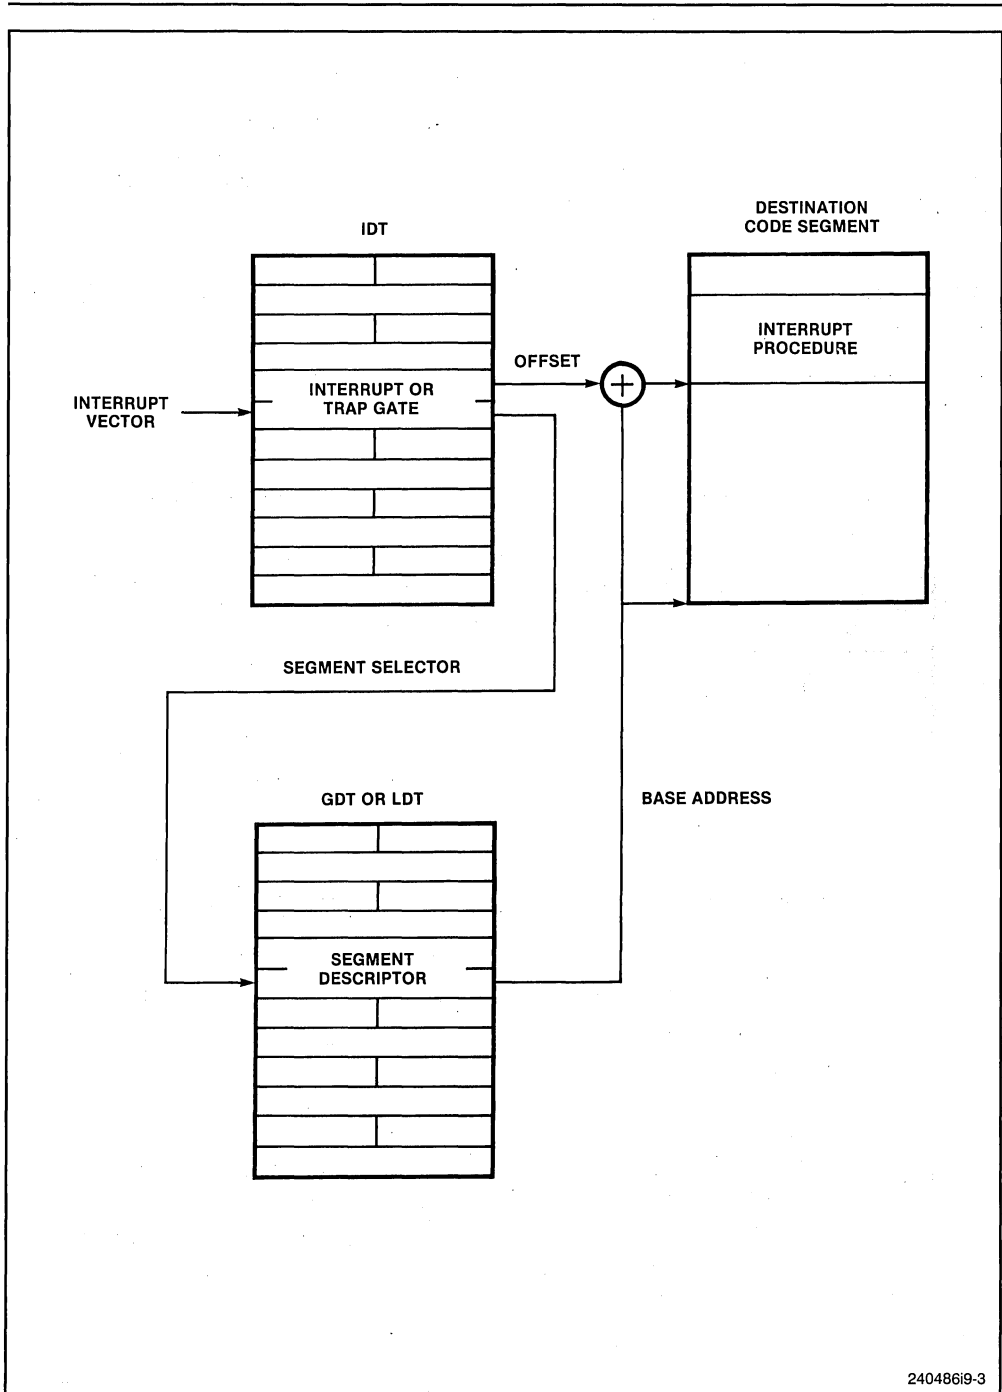 DESTINATION
CODE SEGMENT
IDT
INTERRUPT
PROCEDURE
OFFSET
+
INTERRUPT OR
TRAP GATE
INTERRUPT
VECTOR
SEGMENT SELECTOR
GDT OR LDT
BASE ADDRESS
SEGMENT
DESCRIPTOR
240486i9-3